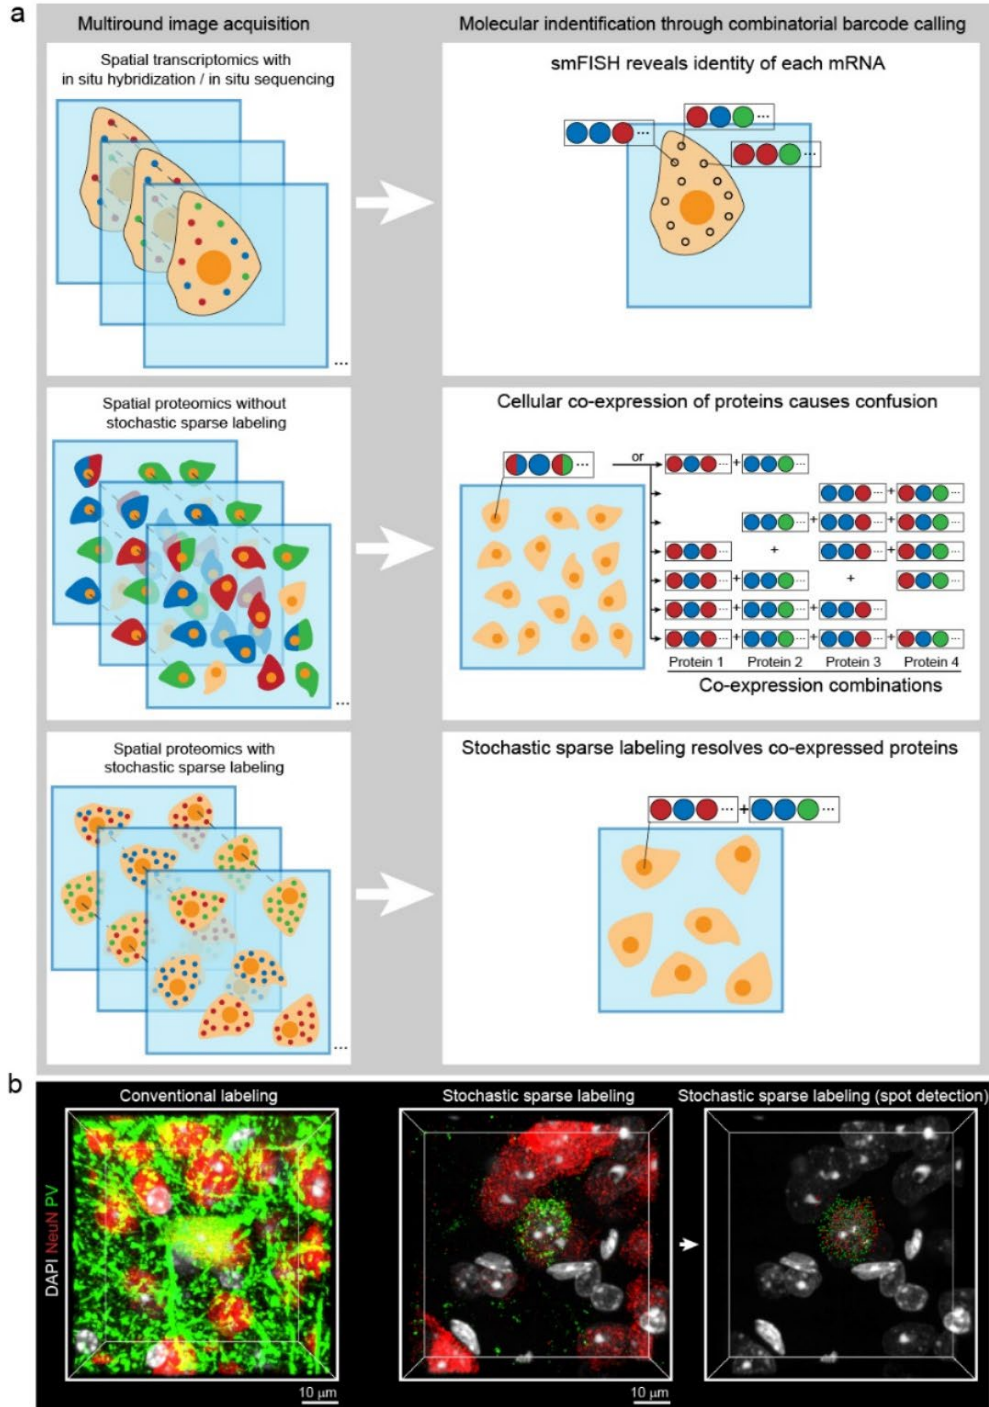 a
Multiround image acquisition
Molecular indentification through combinatorial barcode calling
Spatial transcriptomics with
in situ hybridization / in situ sequencing
...
smFISH reveals identity of each mRNA
...
...
...
Spatial proteomics without
stochastic sparse labeling
...
Cellular co-expression of proteins causes confusion
... or ... + ...
... + ...
... + ... + ...
... + ... + ...
... + ... + ...
... + ... + ...
... + ... + ... + ...
Protein 1 Protein 2 Protein 3 Protein 4
Co-expression combinations
Spatial proteomics with
stochastic sparse labeling
...
Stochastic sparse labeling resolves co-expressed proteins
... + ...
b
Conventional labeling
Stochastic sparse labeling
Stochastic sparse labeling (spot detection)
DAPI NeuN PV
10 μm
10 μm